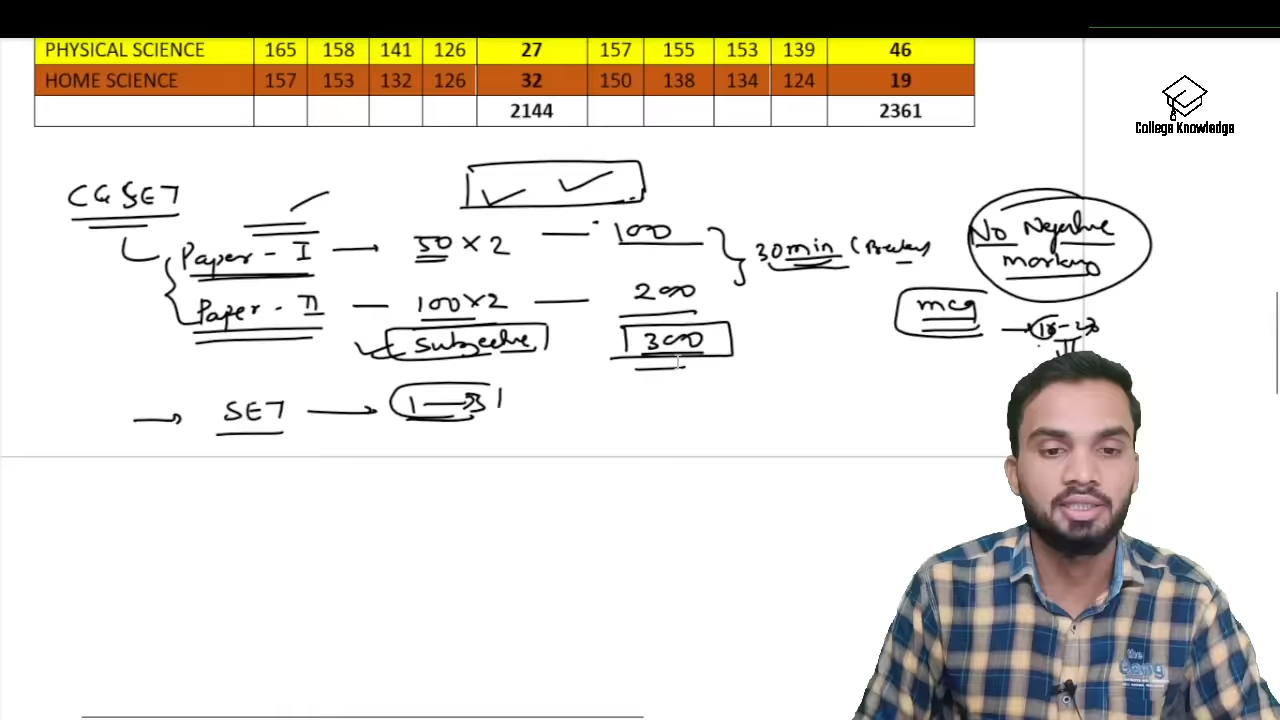 PHYSICAL SCIENCE 165 158 141 126 27 157 155 153 139 46
HOME SCIENCE 157 153 132 126 32 150 138 134 124 19
2144 2361
College Knowledge
CG SET
Paper - I → 50 × 2 — 100
30 min (Break)
No Negative
marking
Paper - II — 100 × 2 — 200
mcq
Subjective
300
→ SET → 1 → 31
the